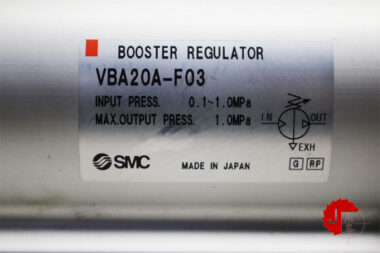 BOOSTER REGULATOR
VBA20A-F03
INPUT PRESS. 0.1~1.0MPa
MAX.OUTPUT PRESS. 1.0MPa
IN OUT
EXH
SMC MADE IN JAPAN G RP